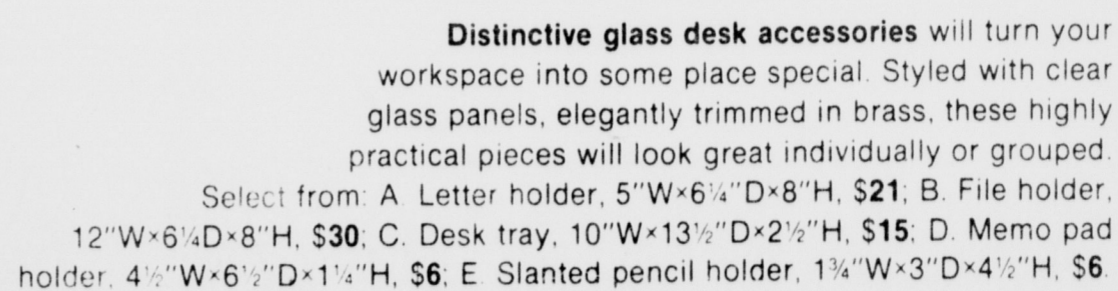 Distinctive glass desk accessories will turn your
workspace into some place special. Styled with clear
glass panels, elegantly trimmed in brass, these highly
practical pieces will look great individually or grouped.
Select from: A. Letter holder, 5"W×6¼"D×8"H, $21; B. File holder,
12"W×6¼D×8"H, $30; C. Desk tray, 10"W×13½"D×2½"H, $15; D. Memo pad
holder, 4½"W×6½"D×1¼"H, $6; E. Slanted pencil holder, 1¾"W×3"D×4½"H, $6.